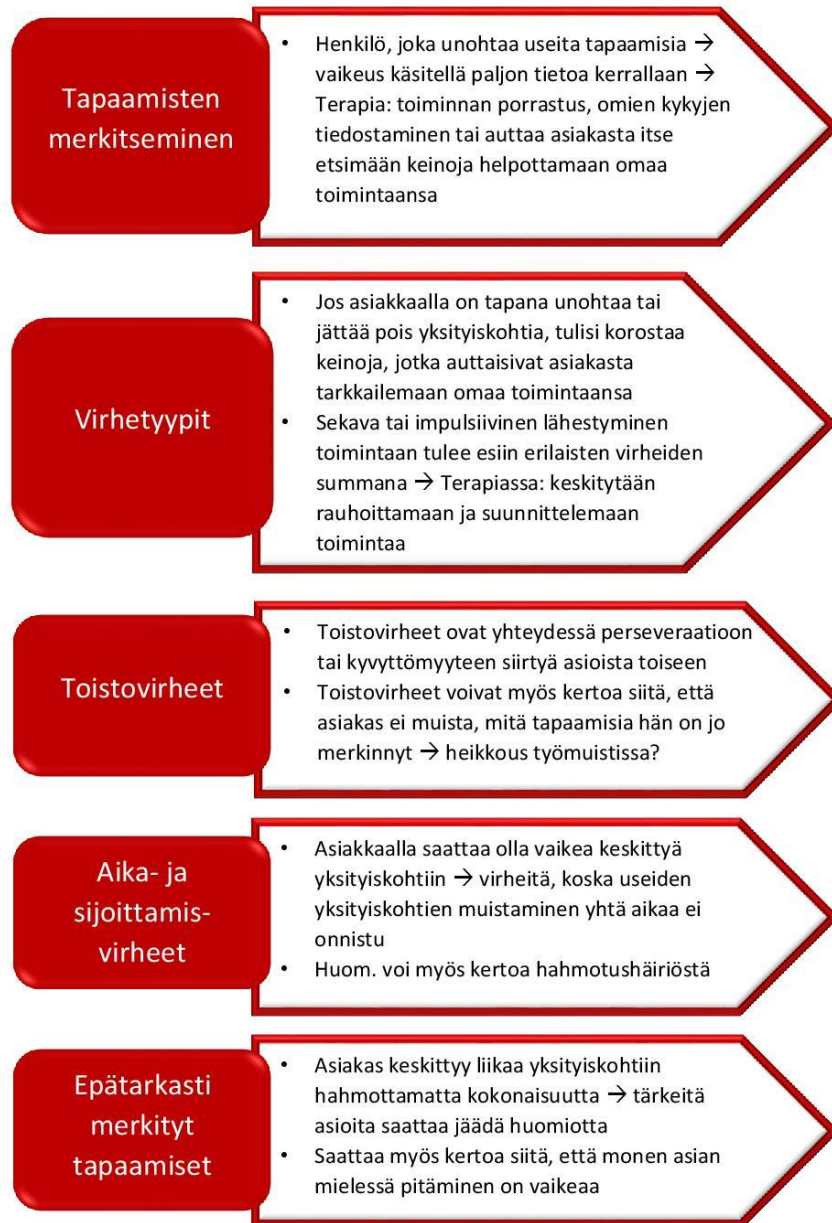 Tapaamisten
merkitseminen
• Henkilö, joka unohtaa useita tapaamisia →
vaikeus käsitellä paljon tietoa kerrallaan →
Terapia: toiminnan porrastus, omien kykyjen
tiedostaminen tai auttaa asiakasta itse
etsimään keinoja helpottamaan omaa
toimintaansa
Virhetyypit
• Jos asiakkaalla on tapana unohtaa tai
jättää pois yksityiskohtia, tulisi korostaa
keinoja, jotka auttaisivat asiakasta
tarkkailemaan omaa toimintaansa
• Sekava tai impulsiivinen lähestyminen
toimintaan tulee esiin erilaisten virheiden
summana → Terapiassa: keskitytään
rauhoittamaan ja suunnittelemaan
toimintaa
Toistovirheet
• Toistovirheet ovat yhteydessä perseveraatioon
tai kyvyttömyyteen siirtyä asioista toiseen
• Toistovirheet voivat myös kertoa siitä, että
asiakas ei muista, mitä tapaamisia hän on jo
merkinnyt → heikkous työmuistissa?
Aika- ja
sijoittamis-
virheet
• Asiakkaalla saattaa olla vaikea keskittyä
yksityiskohtiin → virheitä, koska useiden
yksityiskohtien muistaminen yhtä aikaa ei
onnistu
• Huom. voi myös kertoa hahmotushäiriöstä
Epätarkasti
merkityt
tapaamiset
• Asiakas keskittyy liikaa yksityiskohtiin
hahmottamatta kokonaisuutta → tärkeitä
asioita saattaa jäädä huomiotta
• Saattaa myös kertoa siitä, että monen asian
mielessä pitäminen on vaikeaa